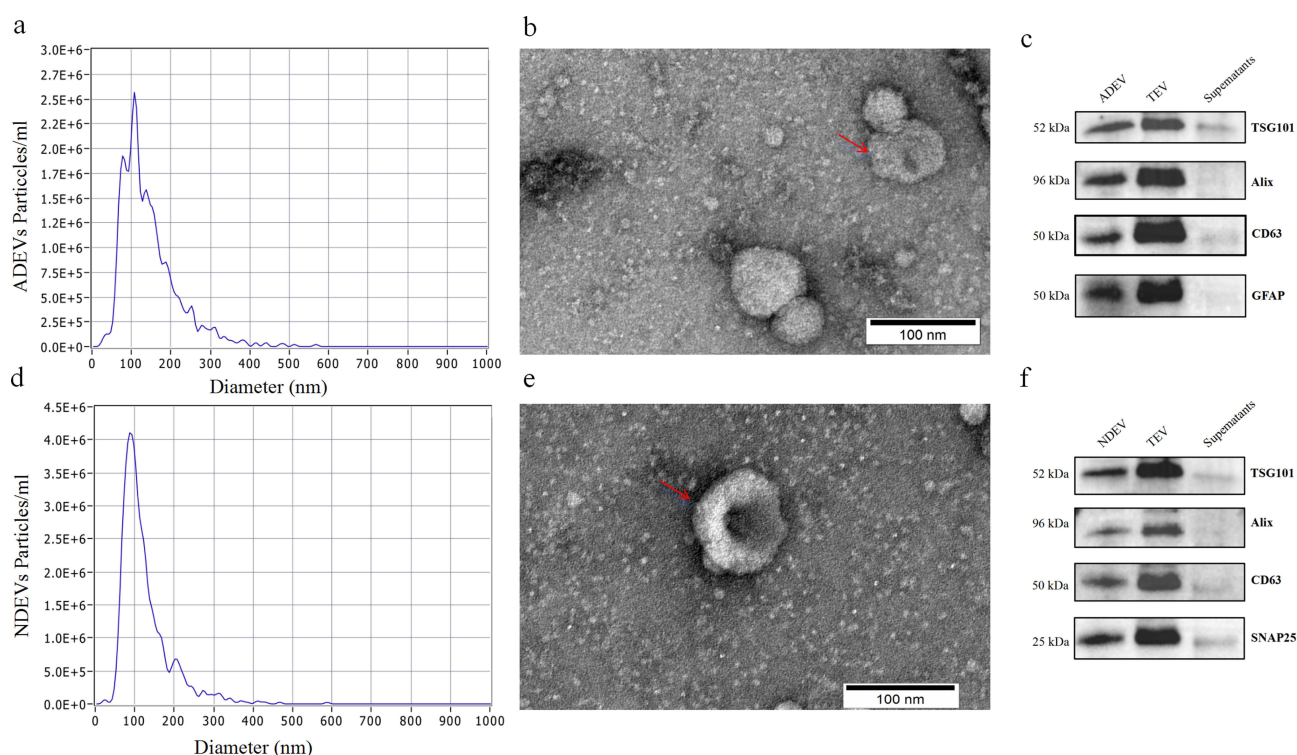 a
3.0E+6
2.7E+6
2.5E+6
2.2E+6
2.0E+6
1.7E+6
1.5E+6
1.2E+6
1.0E+6
7.5E+5
5.0E+5
2.5E+5
0.0E+0
ADEVs Particcles/ml
0 100 200 300 400 500 600 700 800 900 1000
Diameter (nm)
b
100 nm
c
ADEV TEV Supernatants
52 kDa TSG101
96 kDa Alix
50 kDa CD63
50 kDa GFAP
d
4.5E+6
4.0E+6
3.5E+6
3.0E+6
2.5E+6
2.0E+6
1.5E+6
1.0E+6
5.0E+5
0.0E+0
NDEVs Particles/ml
0 100 200 300 400 500 600 700 800 900 1000
Diameter (nm)
e
100 nm
f
NDEV TEV Supernatants
52 kDa TSG101
96 kDa Alix
50 kDa CD63
25 kDa SNAP25